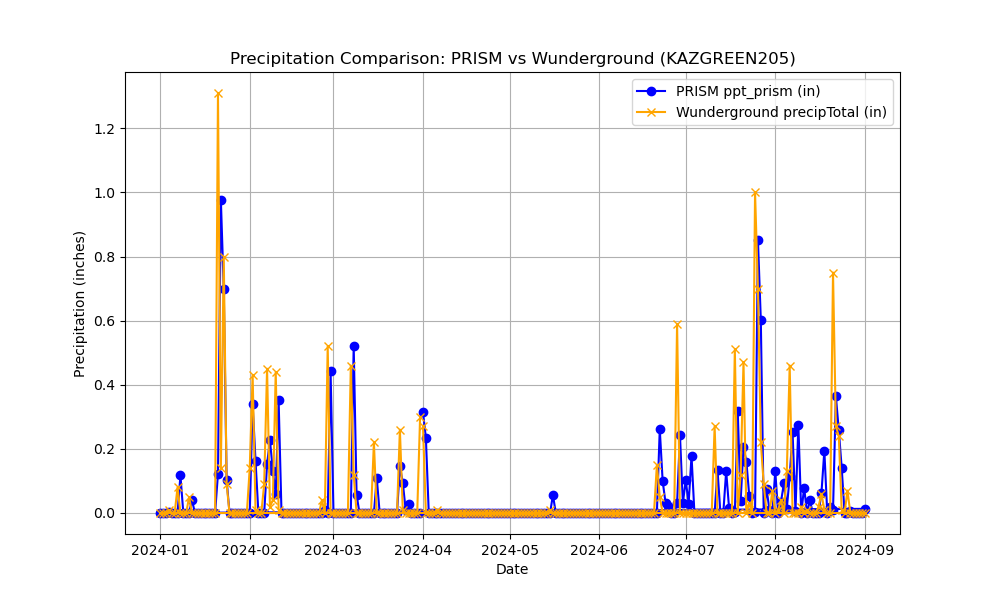 Precipitation Comparison: PRISM vs Wunderground (KAZGREEN205)
PRISM ppt_prism (in)
Wunderground precipTotal (in)
Precipitation (inches)
1.2
1.0
0.8
0.6
0.4
0.2
0.0
2024-01 2024-02 2024-03 2024-04 2024-05 2024-06 2024-07 2024-08 2024-09
Date